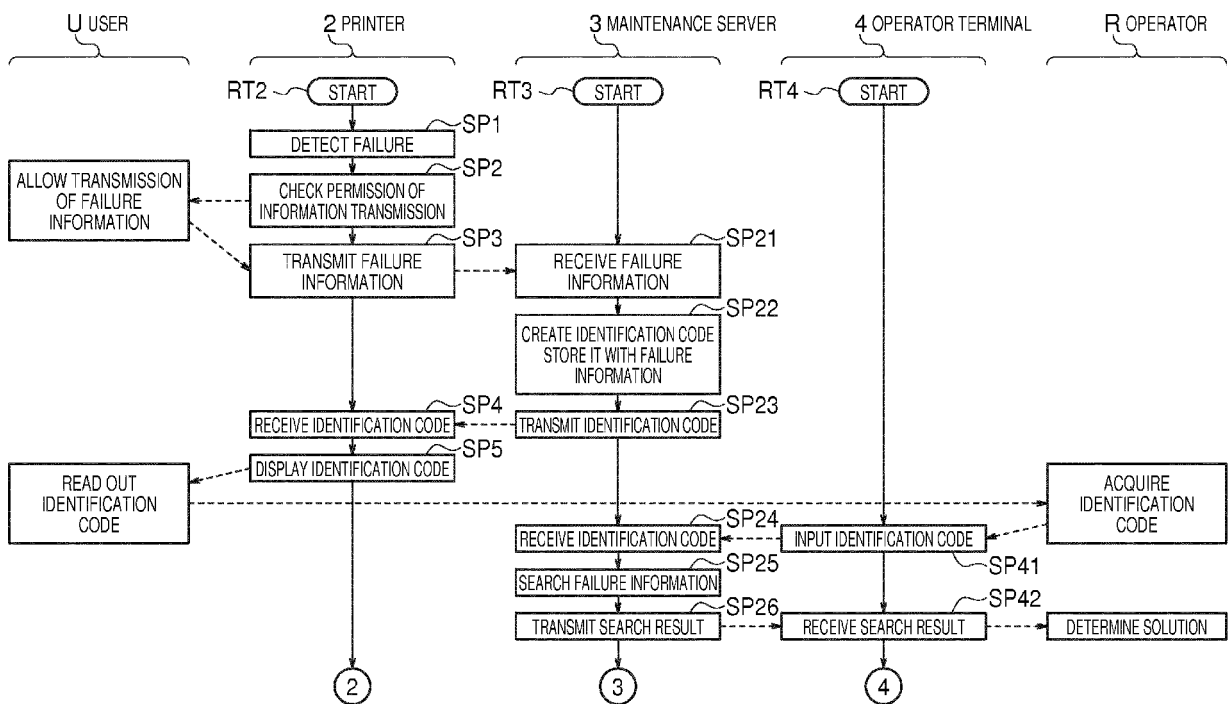 U USER
2 PRINTER
3 MAINTENANCE SERVER
4 OPERATOR TERMINAL
R OPERATOR
RT2
START
RT3
START
RT4
START
SP1
DETECT FAILURE
SP2
ALLOW TRANSMISSION
OF FAILURE
INFORMATION
CHECK PERMISSION OF
INFORMATION TRANSMISSION
SP3
TRANSMIT FAILURE
INFORMATION
SP21
RECEIVE FAILURE
INFORMATION
SP22
CREATE IDENTIFICATION CODE
STORE IT WITH FAILURE
INFORMATION
SP4
RECEIVE IDENTIFICATION CODE
SP23
TRANSMIT IDENTIFICATION CODE
SP5
DISPLAY IDENTIFICATION CODE
READ OUT
IDENTIFICATION
CODE
ACQUIRE
IDENTIFICATION
CODE
SP24
RECEIVE IDENTIFICATION CODE
INPUT IDENTIFICATION CODE
SP41
SP25
SEARCH FAILURE INFORMATION
SP26
TRANSMIT SEARCH RESULT
SP42
RECEIVE SEARCH RESULT
DETERMINE SOLUTION
2
3
4